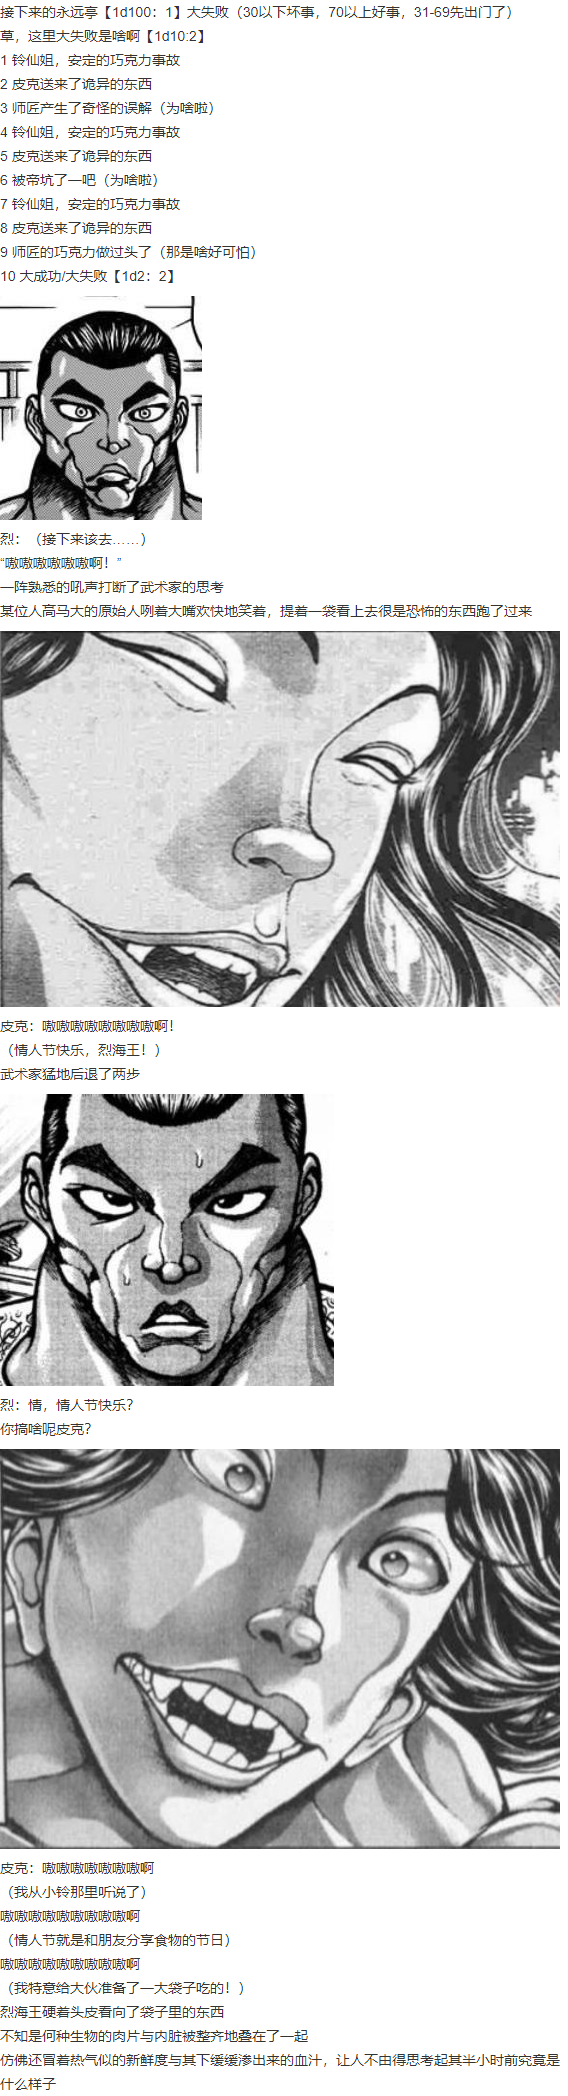 接下来的永远亭【1d100：1】大失败（30以下坏事，70以上好事，31-69先出门了）
草，这里大失败是啥啊【1d10:2】
1 铃仙姐，安定的巧克力事故
2 皮克送来了诡异的东西
3 师匠产生了奇怪的误解（为啥啦）
4 铃仙姐，安定的巧克力事故
5 皮克送来了诡异的东西
6 被帝坑了一吧（为啥啦）
7 铃仙姐，安定的巧克力事故
8 皮克送来了诡异的东西
9 师匠的巧克力做过头了（那是啥好可怕）
10 大成功/大失败【1d2：2】
烈：（接下来该去……）
“嗷嗷嗷嗷嗷嗷啊！”
一阵熟悉的吼声打断了武术家的思考
某位人高马大的原始人咧着大嘴欢快地笑着，提着一袋看上去很是恐怖的东西跑了过来
皮克：嗷嗷嗷嗷嗷嗷嗷嗷啊！
（情人节快乐，烈海王！）
武术家猛地后退了两步
烈：情，情人节快乐？
你搞啥呢皮克？
皮克：嗷嗷嗷嗷嗷嗷嗷啊
（我从小铃那里听说了）
嗷嗷嗷嗷嗷嗷嗷嗷嗷啊
（情人节就是和朋友分享食物的节日）
嗷嗷嗷嗷嗷嗷嗷嗷嗷啊
（我特意给大伙准备了一大袋子吃的！）
烈海王硬着头皮看向了袋子里的东西
不知是何种生物的肉片与内脏被整齐地叠在了一起
仿佛还冒着热气似的新鲜度与其下缓缓渗出来的血汁，让人不由得思考起其半小时前究竟是
什么样子